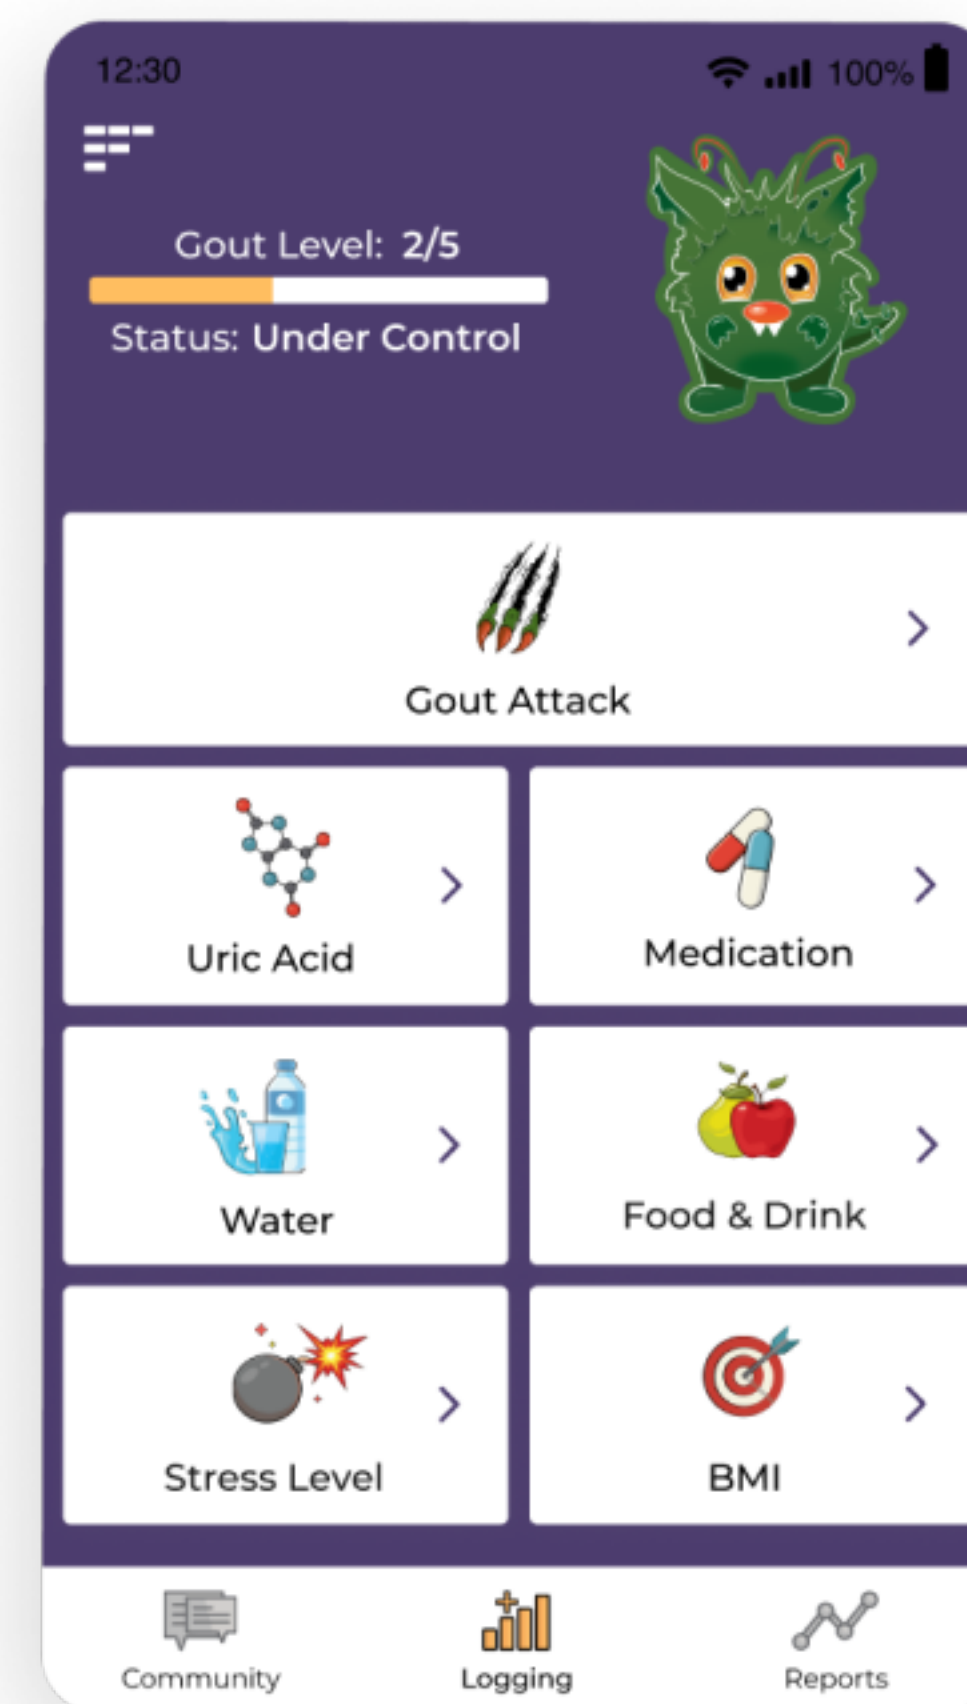 12:30 100%
Gout Level: 2/5
Status: Under Control
Gout Attack
Uric Acid
Medication
Water
Food & Drink
Stress Level
BMI
Community
Logging
Reports